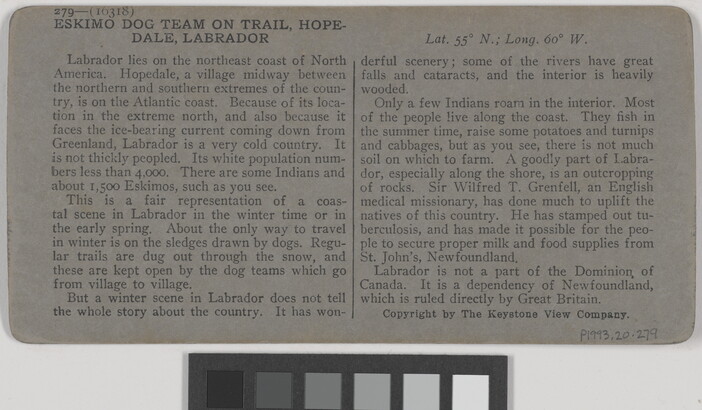 279—(16318)
ESKIMO DOG TEAM ON TRAIL, HOPE-
DALE, LABRADOR
Labrador lies on the northeast coast of North
America. Hopedale, a village midway between
the northern and southern extremes of the coun-
try, is on the Atlantic coast. Because of its loca-
tion in the extreme north, and also because it
faces the ice-bearing current coming down from
Greenland, Labrador is a very cold country. It
is not thickly peopled. Its white population num-
bers less than 4,000. There are some Indians and
about 1,500 Eskimos, such as you see.
This is a fair representation of a coas-
tal scene in Labrador in the winter time or in
the early spring. About the only way to travel
in winter is on the sledges drawn by dogs. Regu-
lar trails are dug out through the snow, and
these are kept open by the dog teams which go
from village to village.
But a winter scene in Labrador does not tell
the whole story about the country. It has won-
Lat. 55° N.; Long. 60° W.
derful scenery; some of the rivers have great
falls and cataracts, and the interior is heavily
wooded.
Only a few Indians roam in the interior. Most
of the people live along the coast. They fish in
the summer time, raise some potatoes and turnips
and cabbages, but as you see, there is not much
soil on which to farm. A goodly part of Labra-
dor, especially along the shore, is an outcropping
of rocks. Sir Wilfred T. Grenfell, an English
medical missionary, has done much to uplift the
natives of this country. He has stamped out tu-
berculosis, and has made it possible for the peo-
ple to secure proper milk and food supplies from
St. John's, Newfoundland.
Labrador is not a part of the Dominion of
Canada. It is a dependency of Newfoundland,
which is ruled directly by Great Britain.
Copyright by The Keystone View Company.
P1993.20.279